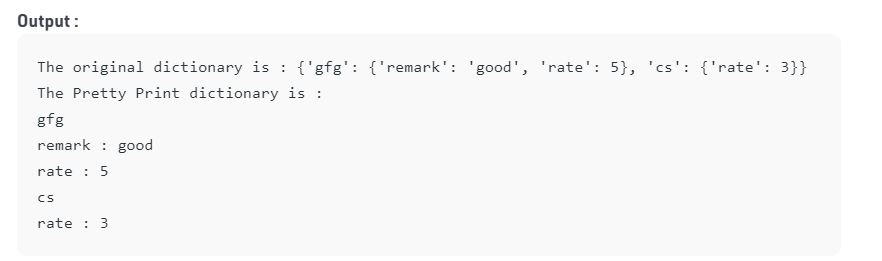 Output :
The original dictionary is : {'gfg': {'remark': 'good', 'rate': 5}, 'cs': {'rate': 3}}
The Pretty Print dictionary is :
gfg
remark : good
rate : 5
cs
rate : 3